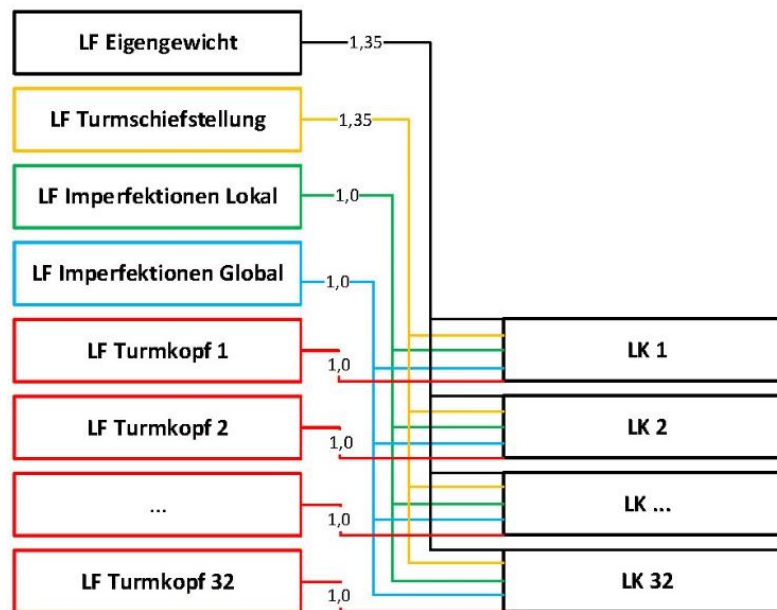 LF Eigengewicht
1,35
LF Turmschiefstellung
1,35
LF Imperfektionen Lokal
1,0
LF Imperfektionen Global
1,0
LF Turmkopf 1
1,0
LK 1
LF Turmkopf 2
1,0
LK 2
...
1,0
LK ...
LF Turmkopf 32
1,0
LK 32